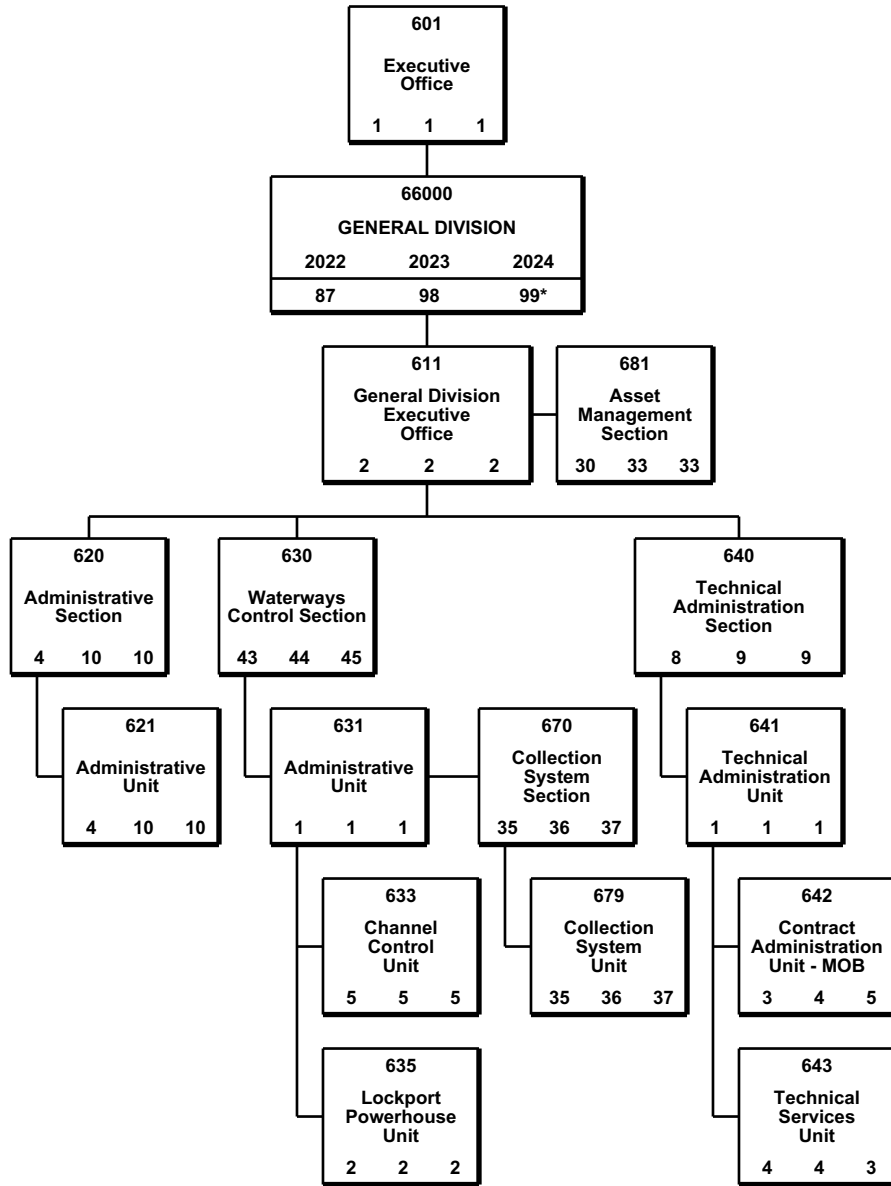 601
Executive
Office
1 1 1
66000
GENERAL DIVISION
2022 2023 2024
87 98 99*
611
General Division
Executive
Office
2 2 2
681
Asset
Management
Section
30 33 33
620
Administrative
Section
4 10 10
630
Waterways
Control Section
43 44 45
640
Technical
Administration
Section
8 9 9
621
Administrative
Unit
4 10 10
631
Administrative
Unit
1 1 1
670
Collection
System
Section
35 36 37
641
Technical
Administration
Unit
1 1 1
633
Channel
Control
Unit
5 5 5
679
Collection
System
Unit
35 36 37
642
Contract
Administration
Unit - MOB
3 4 5
635
Lockport
Powerhouse
Unit
2 2 2
643
Technical
Services
Unit
4 4 3